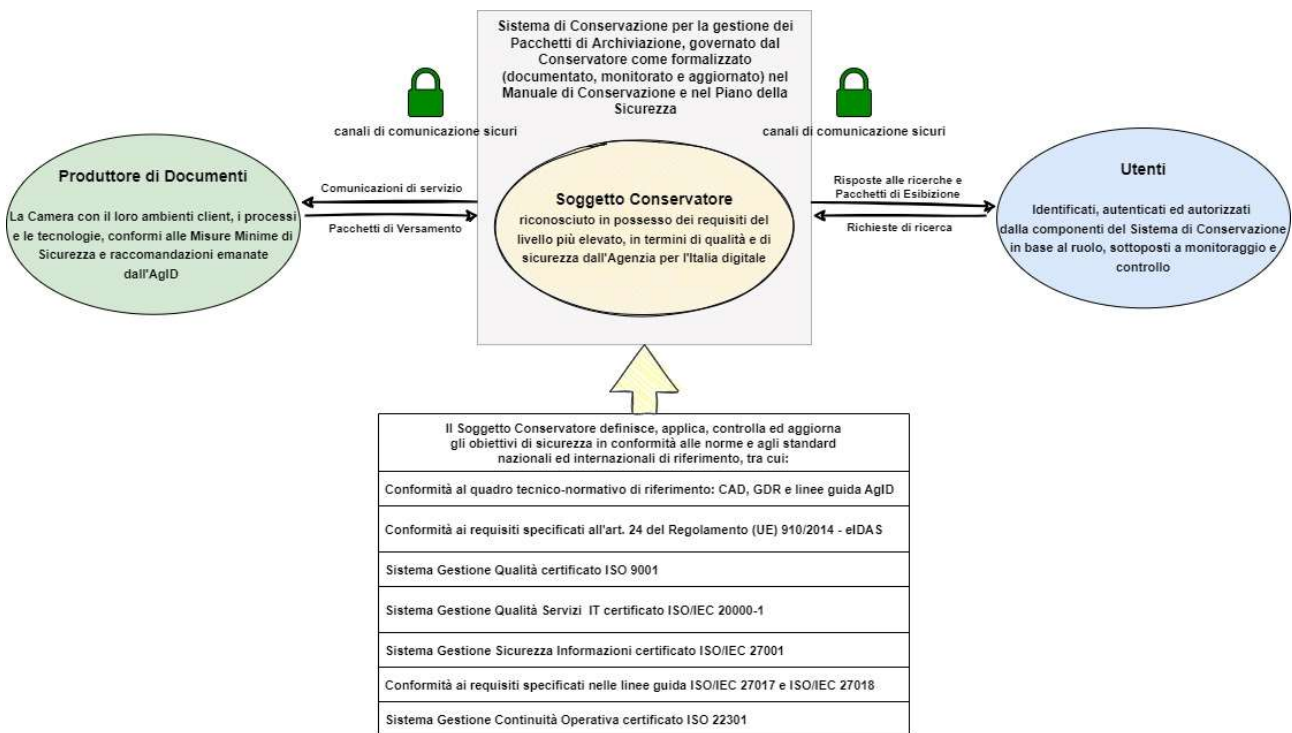 Sistema di Conservazione per la gestione dei
Pacchetti di Archiviazione, governato dal
Conservatore come formalizzato
(documentato, monitorato e aggiornato) nel
Manuale di Conservazione e nel Piano della
Sicurezza
canali di comunicazione sicuri
canali di comunicazione sicuri
Produttore di Documenti
La Camera con il loro ambienti client, i processi
e le tecnologie, conformi alle Misure Minime di
Sicurezza e raccomandazioni emanate
dall'AgID
Comunicazioni di servizio
Pacchetti di Versamento
Soggetto Conservatore
riconosciuto in possesso dei requisiti del
livello più elevato, in termini di qualità e di
sicurezza dall'Agenzia per l'Italia digitale
Risposte alle ricerche e
Pacchetti di Esibizione
Richieste di ricerca
Utenti
Identificati, autenticati ed autorizzati
dalla componenti del Sistema di Conservazione
in base al ruolo, sottoposti a monitoraggio e
controllo
Il Soggetto Conservatore definisce, applica, controlla ed aggiorna
gli obiettivi di sicurezza in conformità alle norme e agli standard
nazionali ed internazionali di riferimento, tra cui:
Conformità al quadro tecnico-normativo di riferimento: CAD, GDR e linee guida AgID
Conformità ai requisiti specificati all'art. 24 del Regolamento (UE) 910/2014 - eIDAS
Sistema Gestione Qualità certificato ISO 9001
Sistema Gestione Qualità Servizi IT certificato ISO/IEC 20000-1
Sistema Gestione Sicurezza Informazioni certificato ISO/IEC 27001
Conformità ai requisiti specificati nelle linee guida ISO/IEC 27017 e ISO/IEC 27018
Sistema Gestione Continuità Operativa certificato ISO 22301